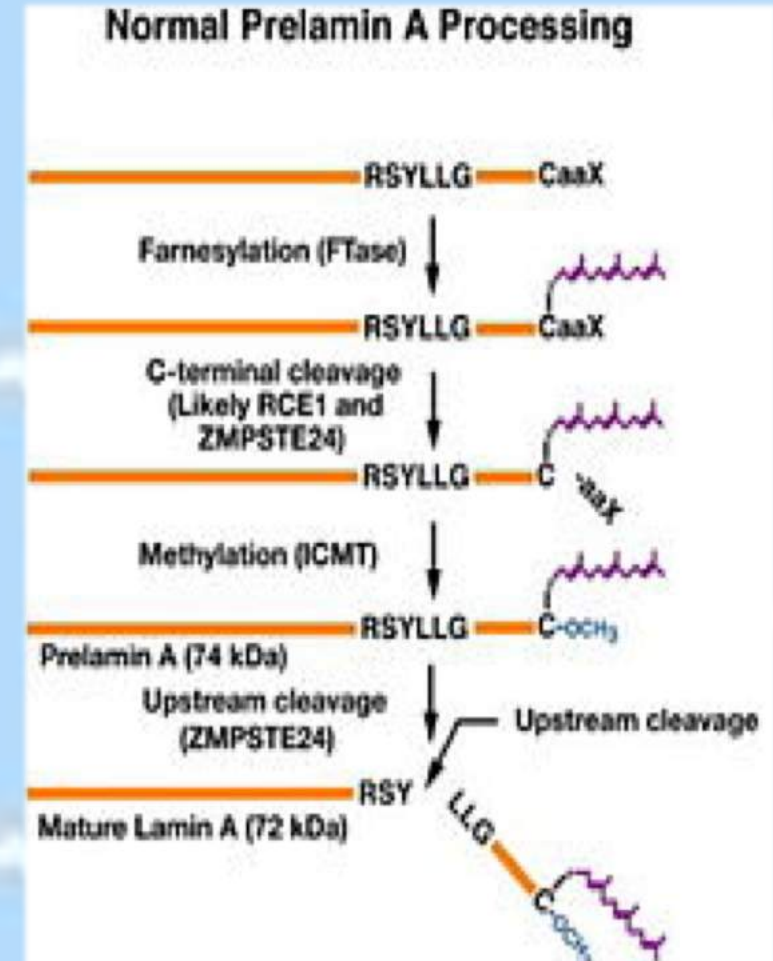 Normal Prelamin A Processing
RSYLLG CaaX
Farnesylation (FTase)
RSYLLG CaaX
C-terminal cleavage
(Likely RCE1 and
ZMPSTE24)
RSYLLG C -aaX
Methylation (ICMT)
RSYLLG C-OCH3
Prelamin A (74 kDa)
Upstream cleavage
(ZMPSTE24)
Upstream cleavage
RSY
LLG
Mature Lamin A (72 kDa)
C-OCH3